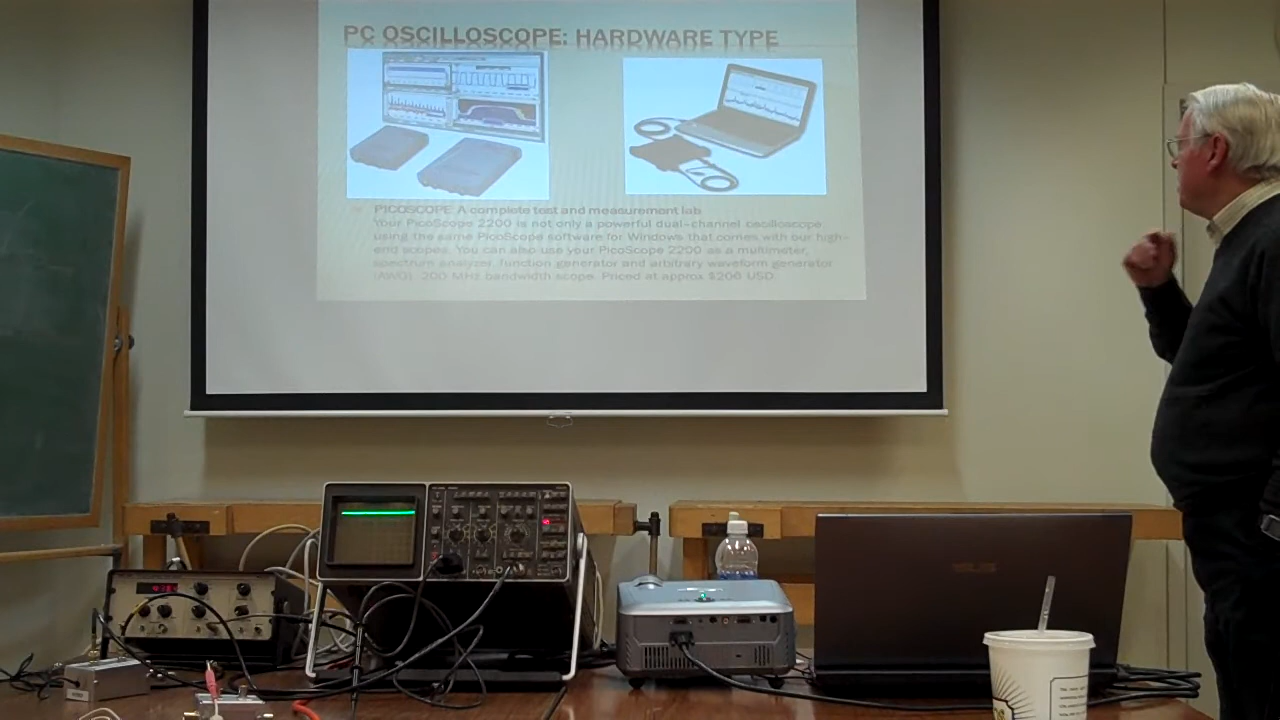 PC OSCILLOSCOPE: HARDWARE TYPE
PICOSCOPE A complete test and measurement lab
Your PicoScope 2200 is not only a powerful dual-channel oscilloscope
using the same PicoScope software for Windows that comes with our high-
end scopes. You can also use your PicoScope 2200 as a multimeter,
spectrum analyzer, function generator and arbitrary waveform generator
(AWG). 200 MHz bandwidth scope. Priced at approx $206 USD
ASUS